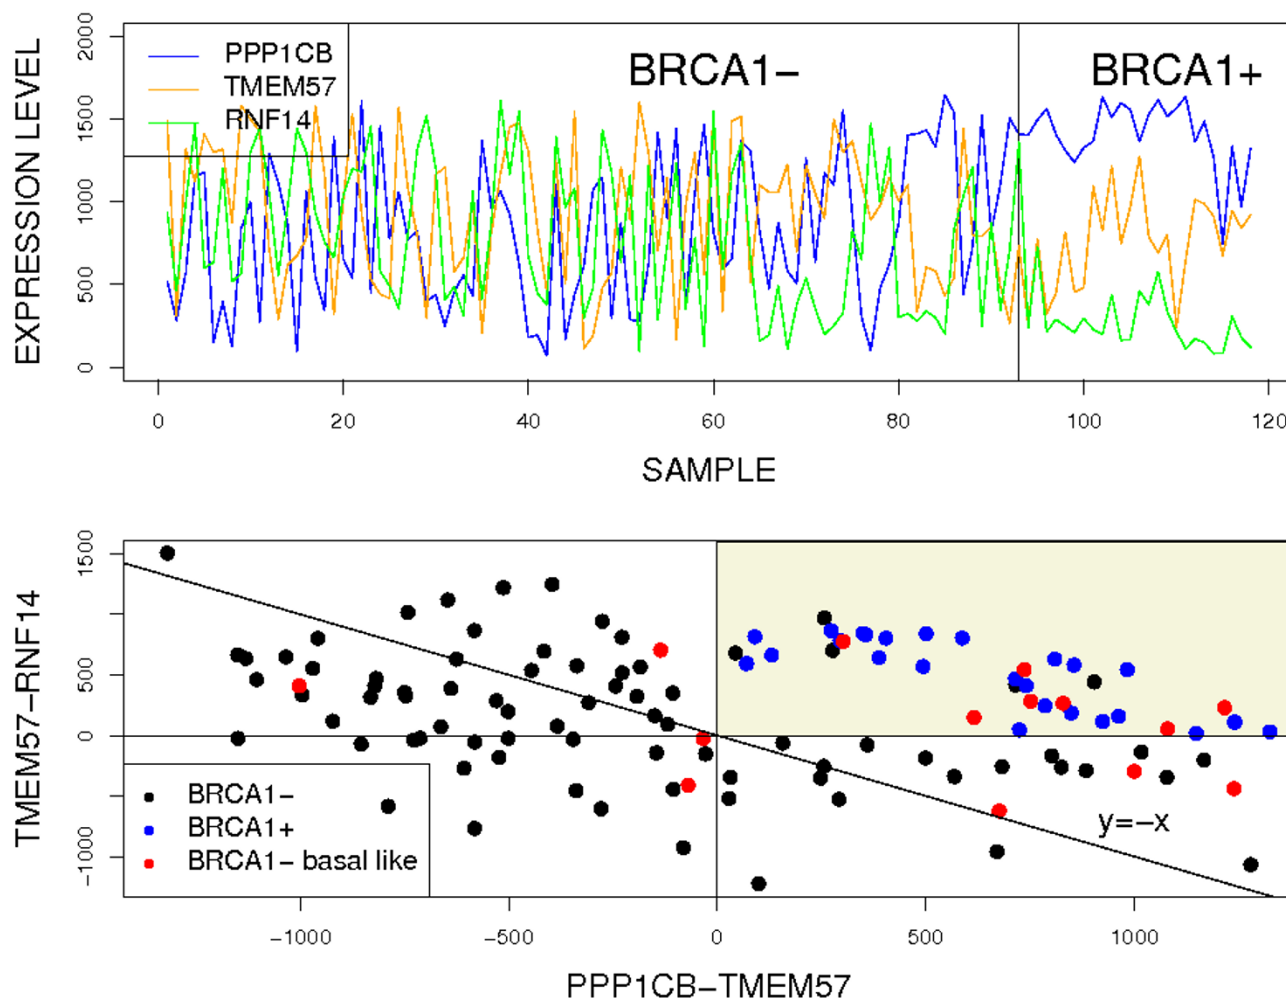 EXPRESSION LEVEL
2000
1500
1000
500
0
PPP1CB
TMEM57
RNF14
BRCA1−
BRCA1+
0 20 40 60 80 100 120
SAMPLE
TMEM57−RNF14
1500
500
0
−1000
BRCA1−
BRCA1+
BRCA1− basal like
y=−x
−1000 −500 0 500 1000
PPP1CB−TMEM57